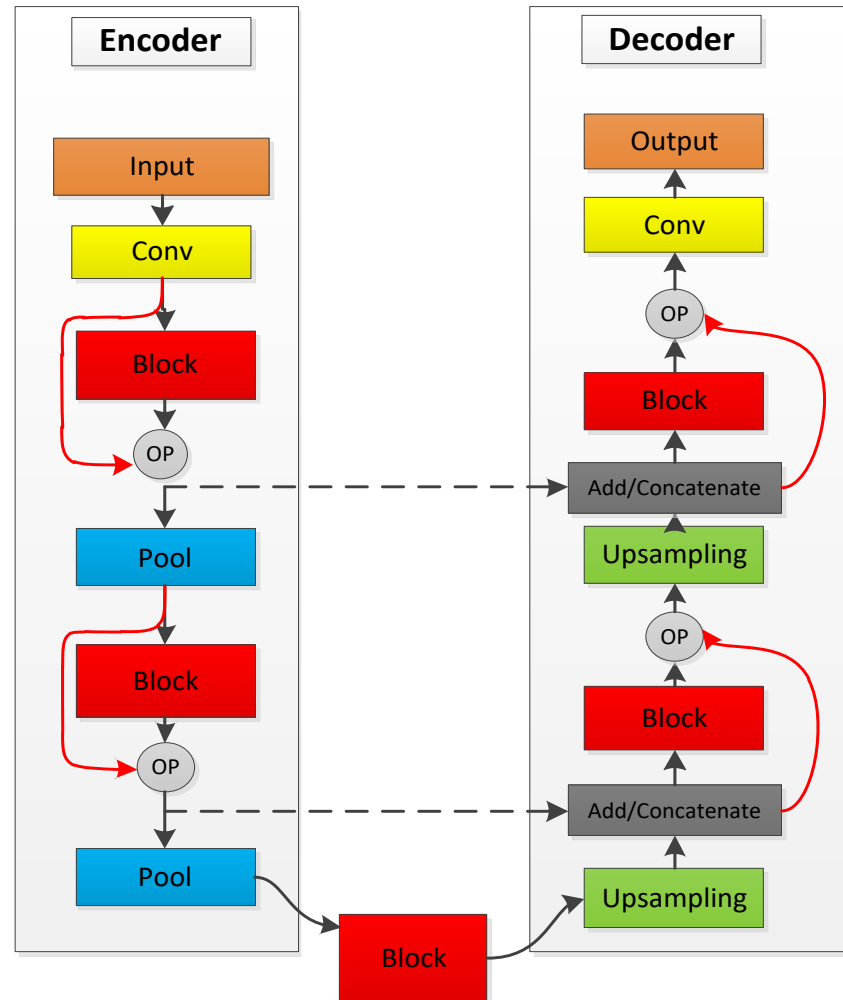 Encoder
Input
Conv
Block
OP
Pool
Block
OP
Pool
Block
Decoder
Output
Conv
OP
Block
Add/Concatenate
Upsampling
OP
Block
Add/Concatenate
Upsampling